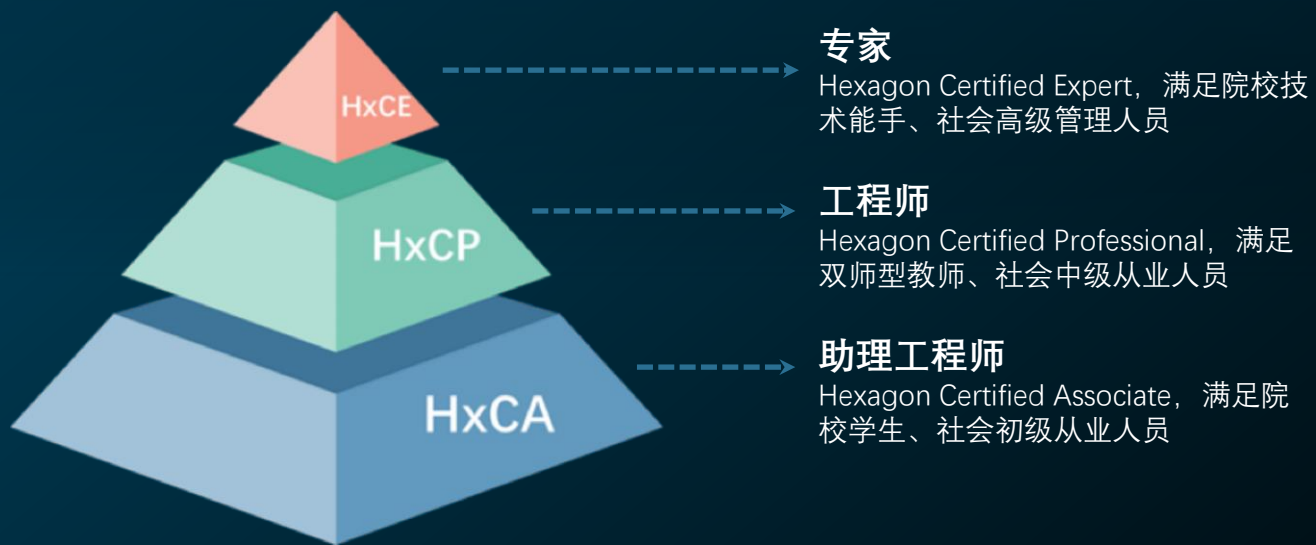 专家
Hexagon Certified Expert，满足院校技
术能手、社会高级管理人员
HxCE
工程师
Hexagon Certified Professional，满足
双师型教师、社会中级从业人员
HxCP
助理工程师
Hexagon Certified Associate，满足院
校学生、社会初级从业人员
HxCA